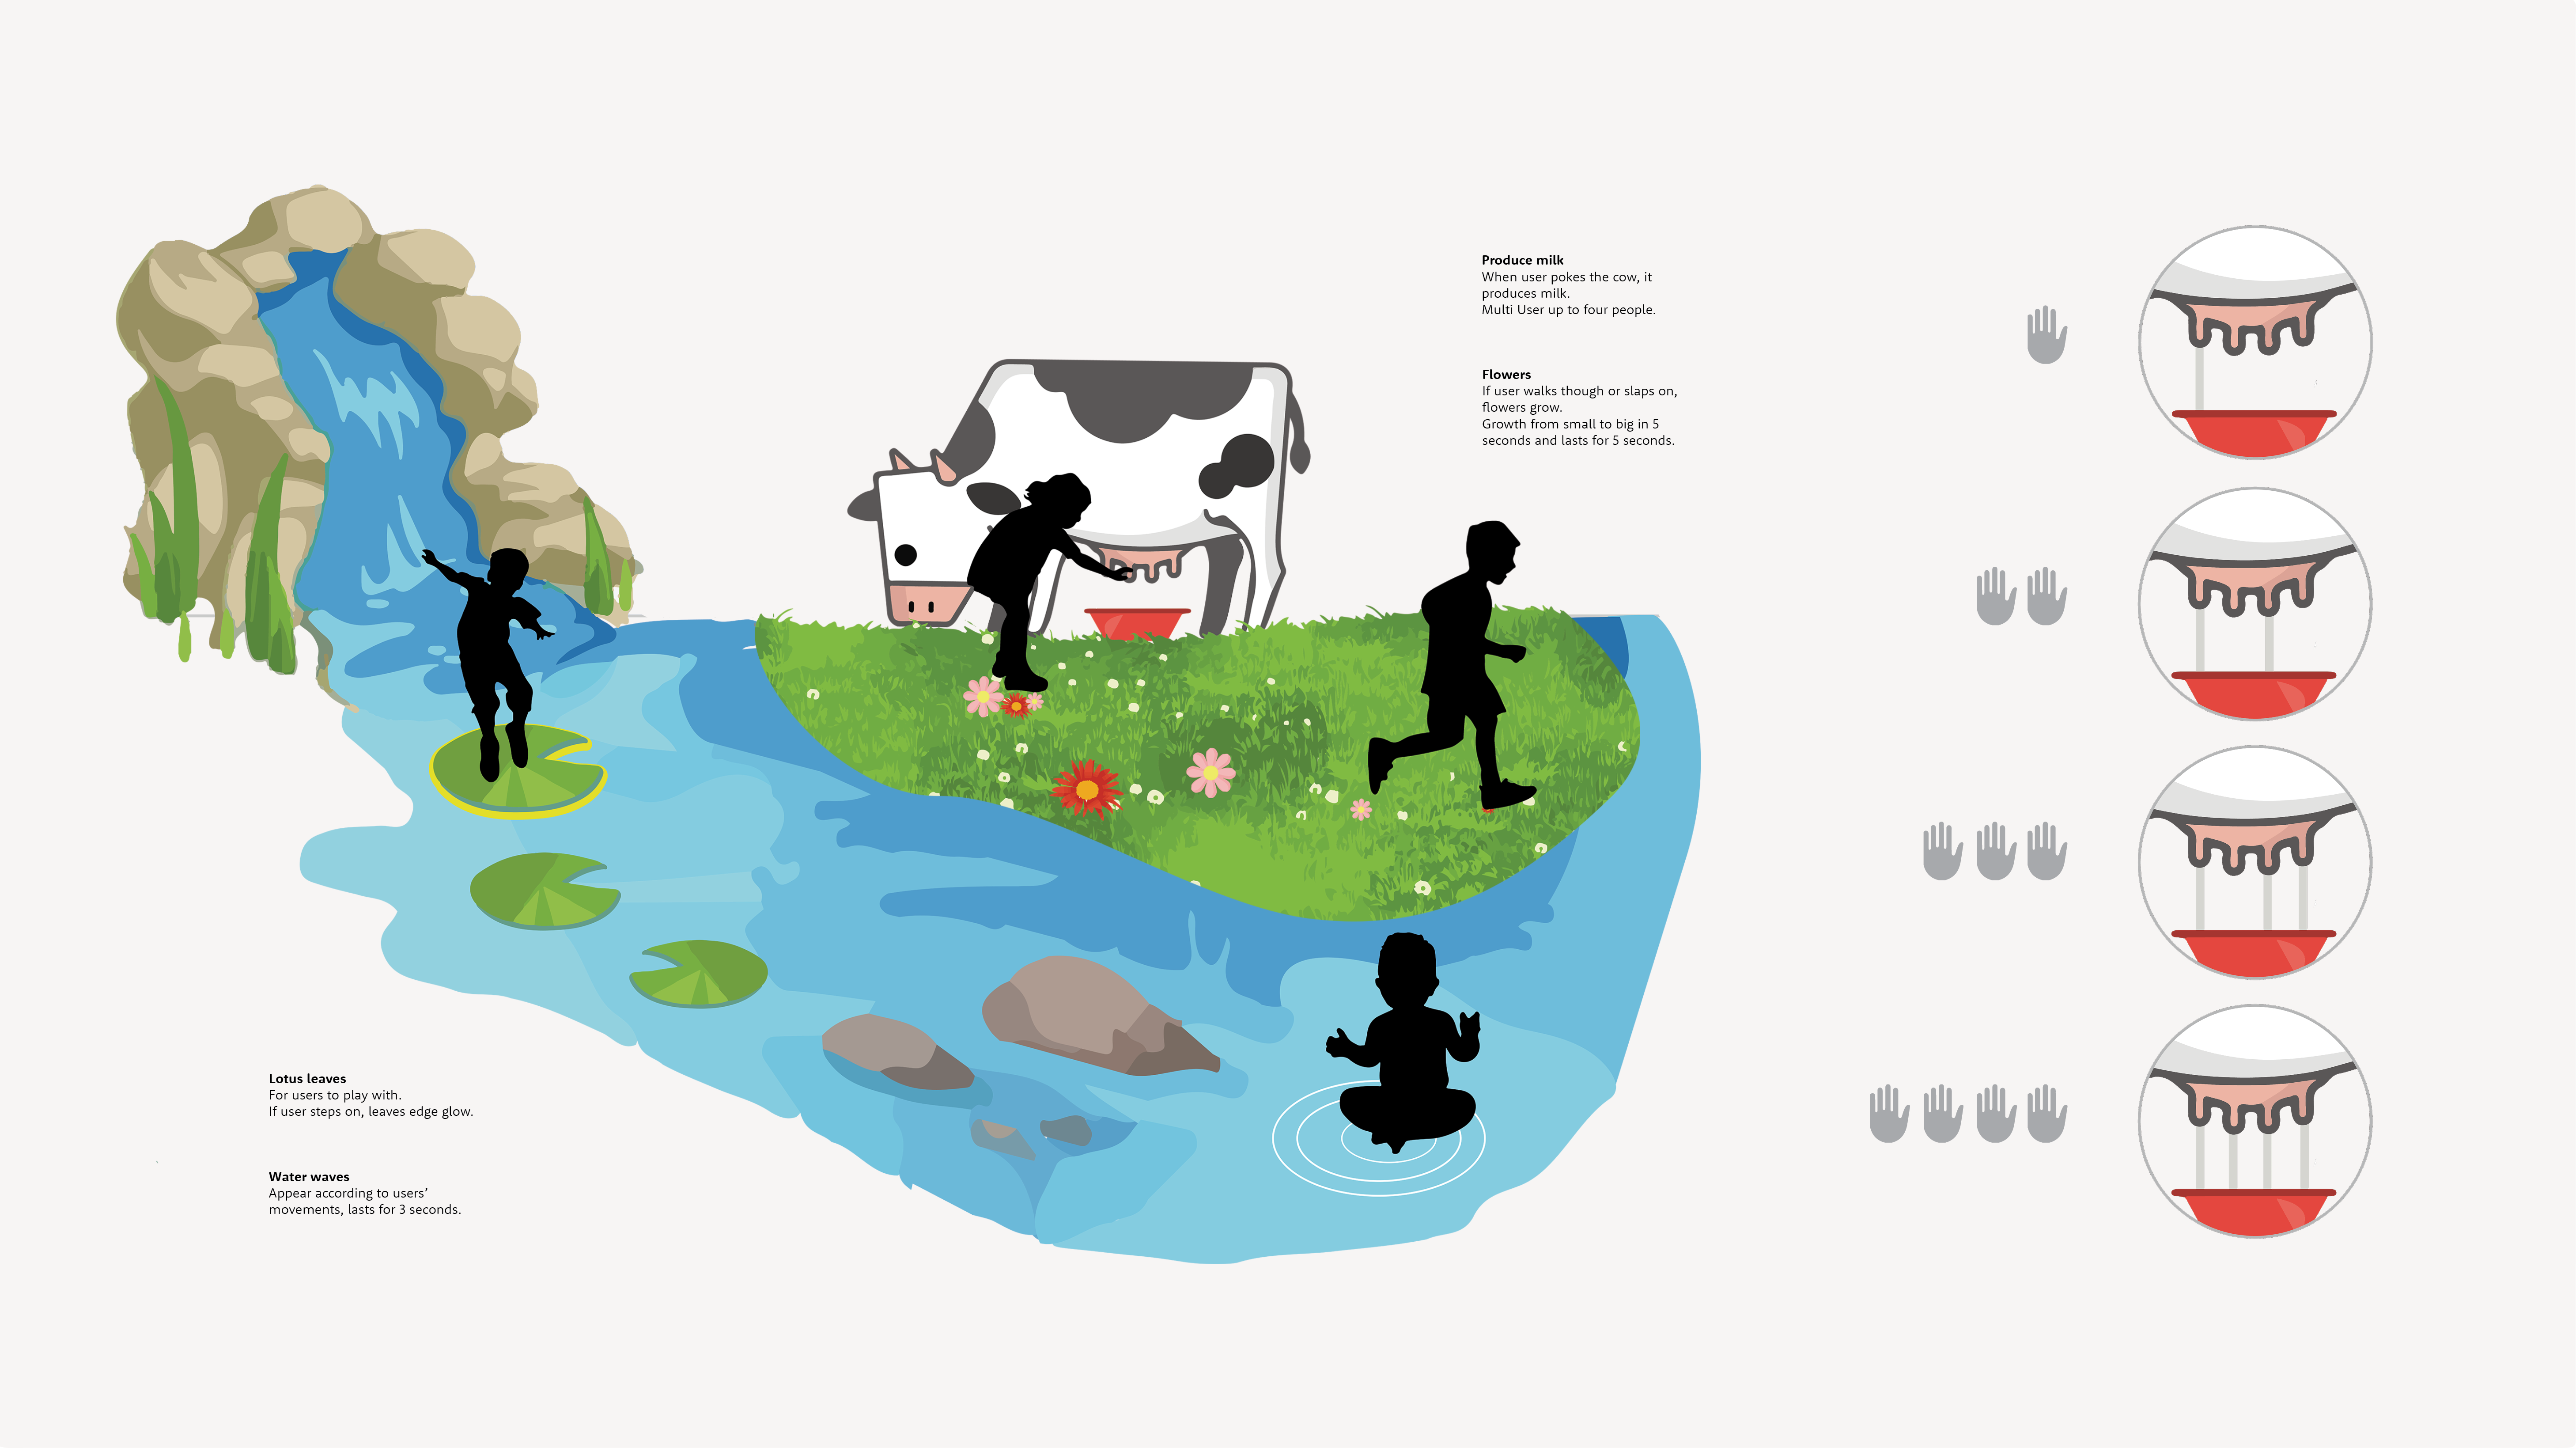 Produce milk
When user pokes the cow, it
produces milk.
Multi User up to four people.
Flowers
If user walks though or slaps on,
flowers grow.
Growth from small to big in 5
seconds and lasts for 5 seconds.
Lotus leaves
For users to play with.
If user steps on, leaves edge glow.
Water waves
Appear according to users’
movements, lasts for 3 seconds.